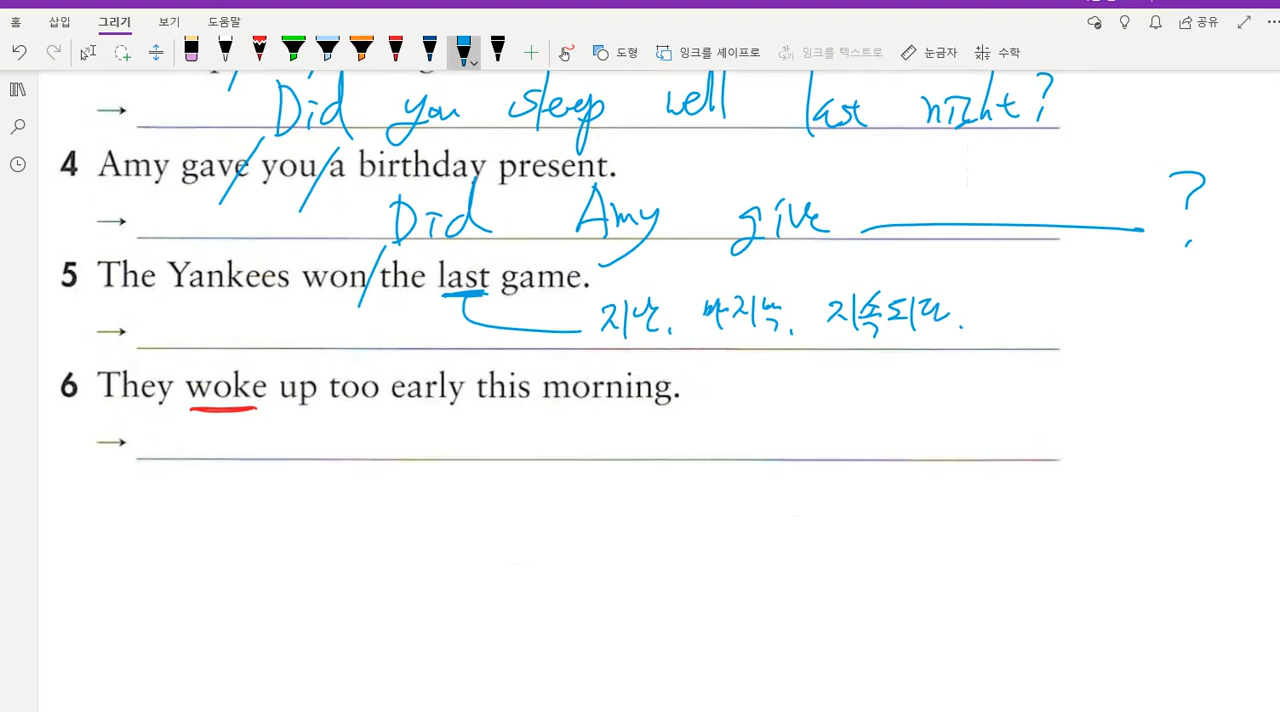 홈 삽입 그리기 보기 도움말 공유
도형 잉크를 셰이프로 잉크를 텍스트로 눈금자 수학
→ Did you sleep well last night?
4 Amy gave / you / a birthday present.
→ Did Amy give ?
5 The Yankees won / the last game.
→ 지난, 마지막, 지속되다.
6 They woke up too early this morning.
→